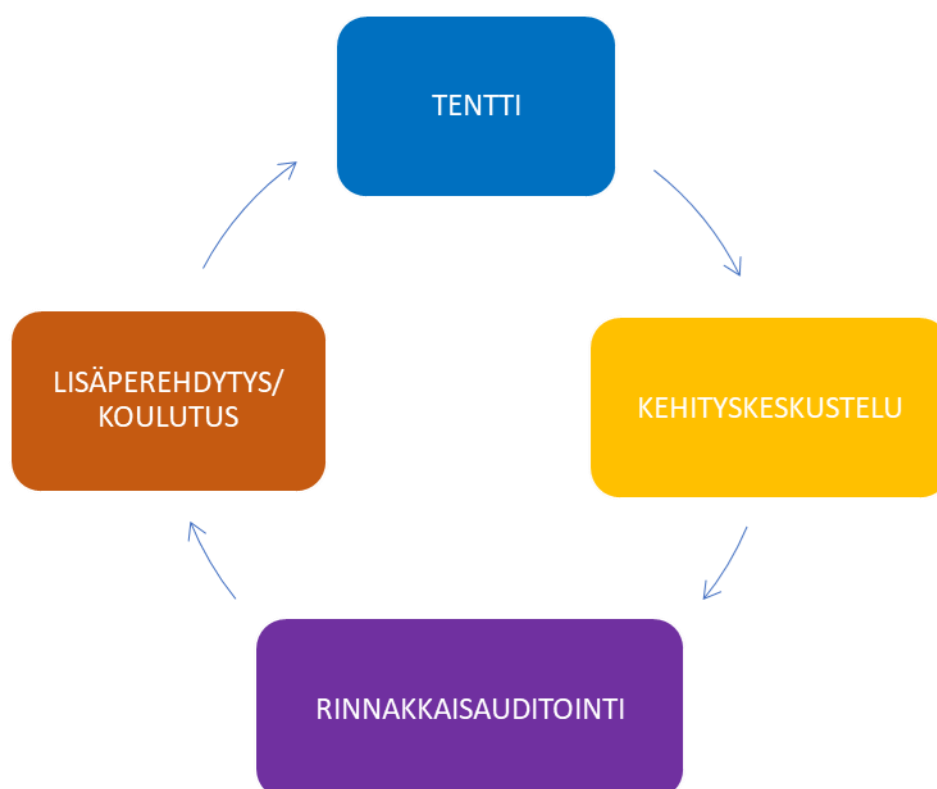 TENTTI
LISÄPEREHDYTYS/
KOULUTUS
KEHITYSKESKUSTELU
RINNAKKAISAUDITOINTI